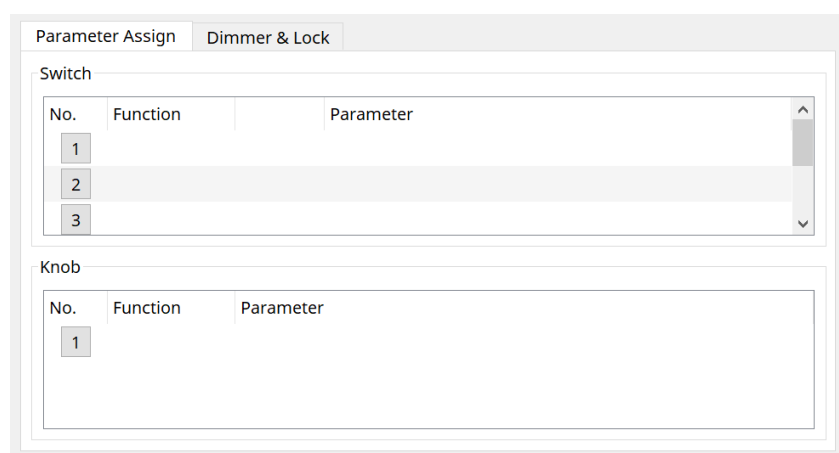 Parameter Assign Dimmer & Lock
Switch
No. Function Parameter
1
2
3
Knob
No. Function Parameter
1